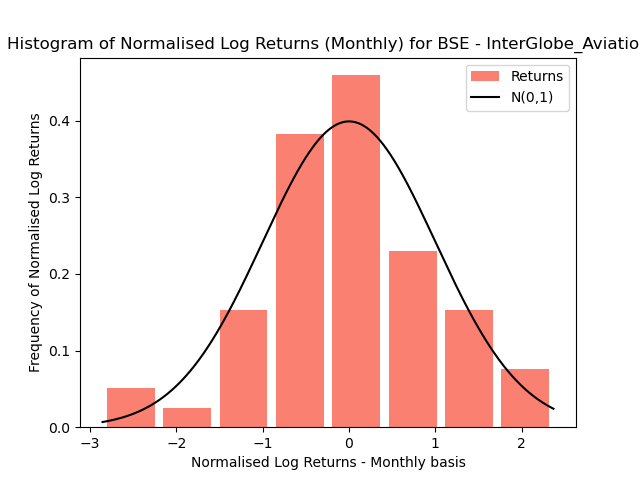 Histogram of Normalised Log Returns (Monthly) for BSE - InterGlobe_Aviatio
Returns
N(0,1)
Frequency of Normalised Log Returns
0.4
0.3
0.2
0.1
0.0
−3 −2 −1 0 1 2
Normalised Log Returns - Monthly basis